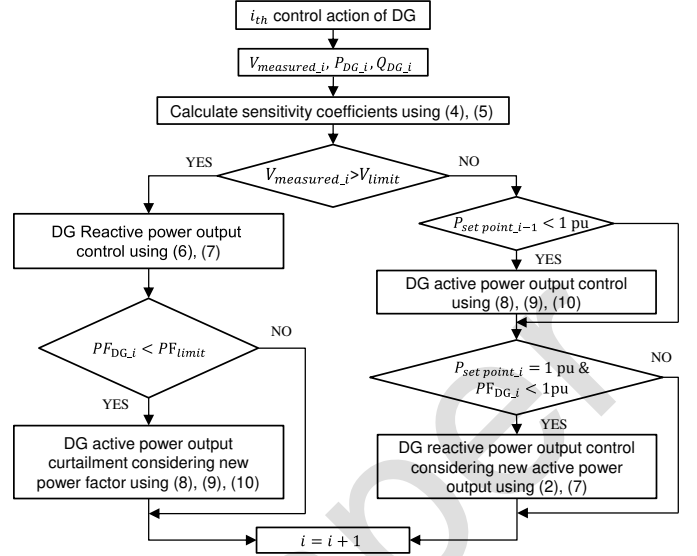 i_th control action of DG
V_measured_i, P_DG_i, Q_DG_i
Calculate sensitivity coefficients using (4), (5)
YES
V_measured_i>V_limit
NO
DG Reactive power output
control using (6), (7)
P_set point_i−1 < 1 pu
YES
DG active power output control
using (8), (9), (10)
PF_DG_i < PF_limit
NO
P_set point_i = 1 pu &
PF_DG_i < 1pu
NO
YES
YES
DG active power output
curtailment considering new
power factor using (8), (9), (10)
DG reactive power output control
considering new active power
output using (2), (7)
i = i + 1
per